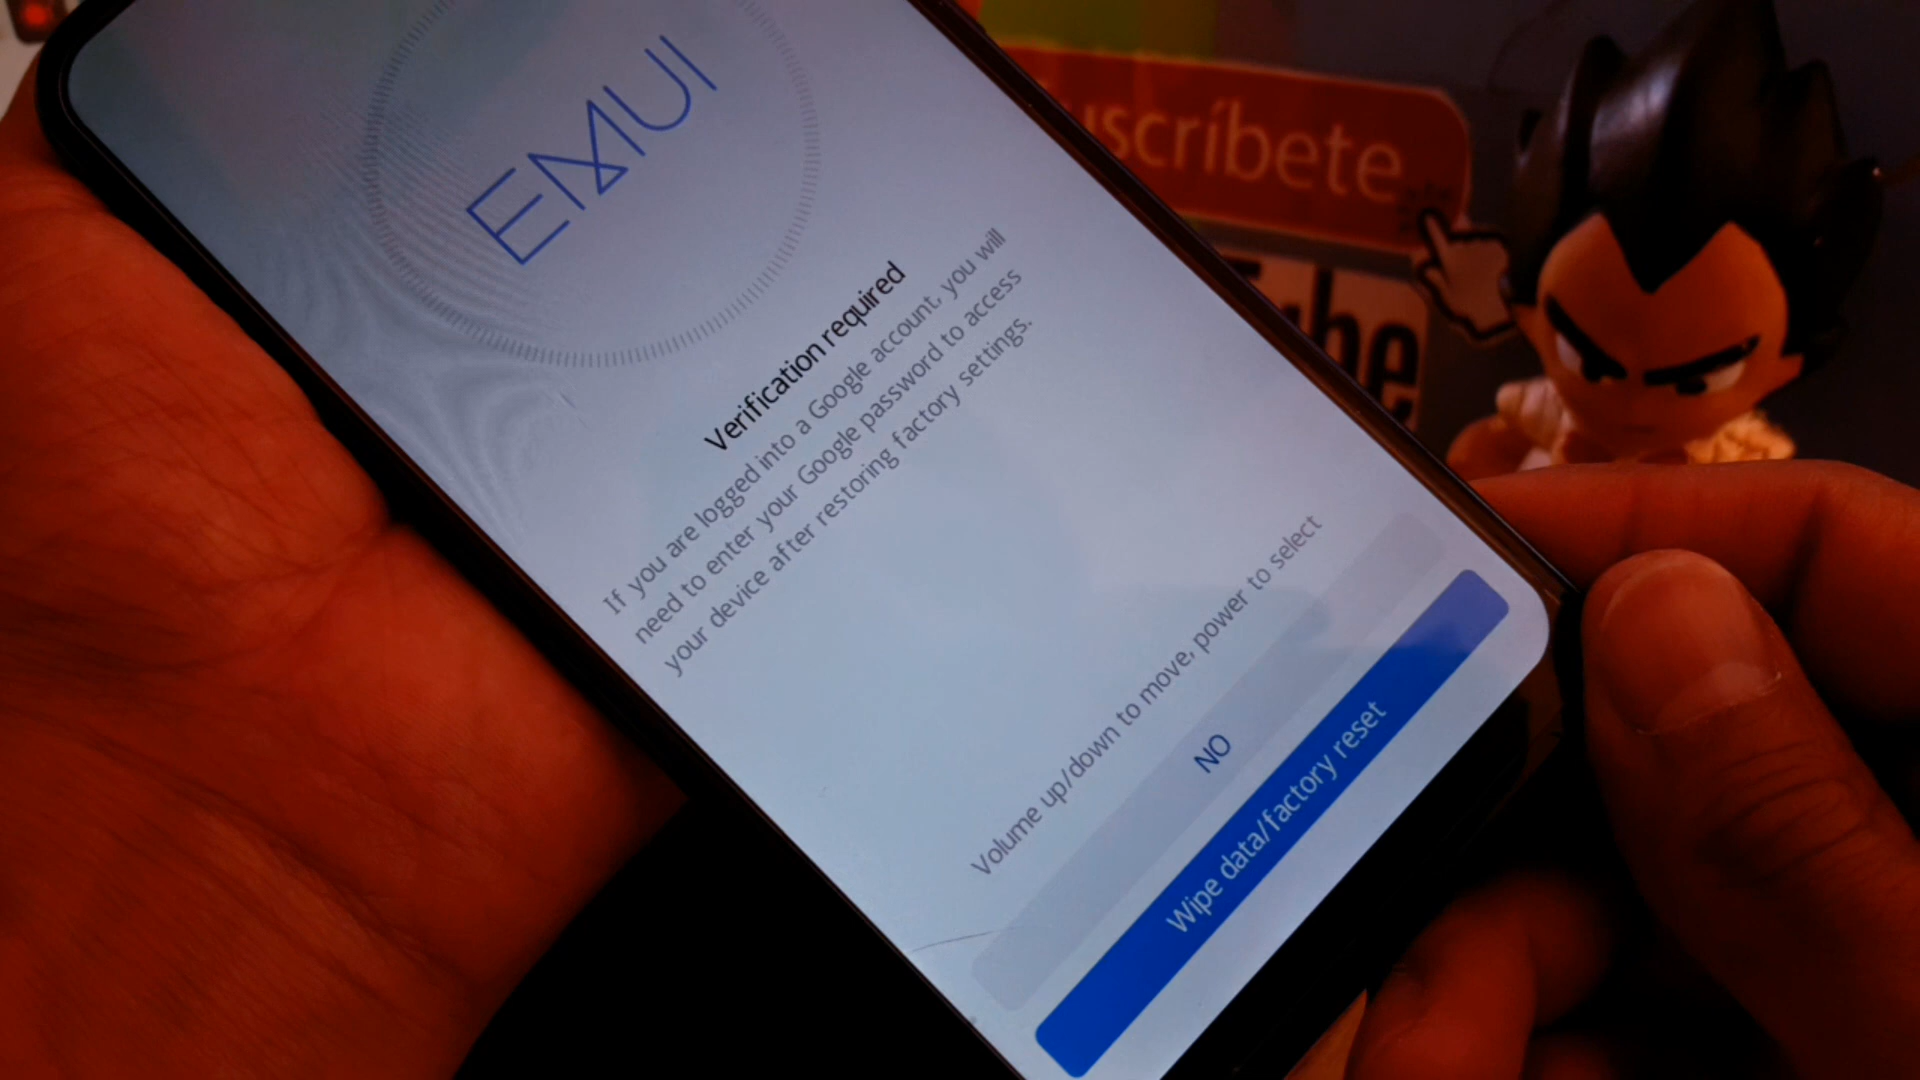 EMUI
Verification required
If you are logged into a Google account, you will
need to enter your Google password to access
your device after restoring factory settings.
Volume up/down to move, power to select
NO
Wipe data/factory reset
uscríbete
ube